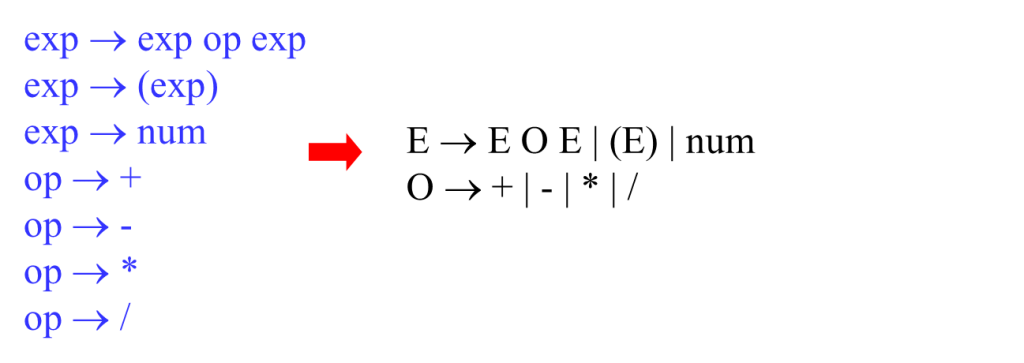 exp → exp op exp
exp → (exp)
exp → num
op → +
op → -
op → *
op → /
E → E O E | (E) | num
O → + | - | * | /